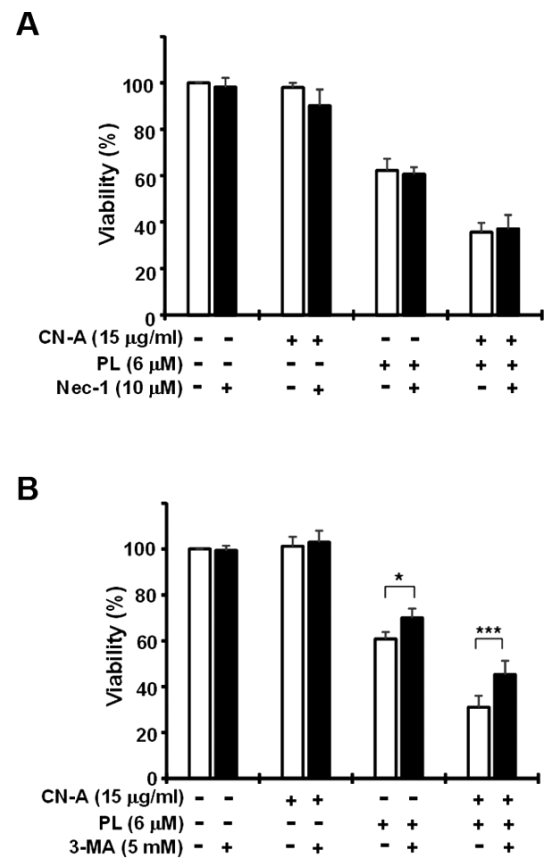 A
Viability (%)
100
80
60
40
20
0
CN-A (15 µg/ml) - - + + - - + +
PL (6 µM) - - - - + + + +
Nec-1 (10 µM) - + - + - + - +
B
Viability (%)
100
80
60
40
20
0
*
***
CN-A (15 µg/ml) - - + + - - + +
PL (6 µM) - - - - + + + +
3-MA (5 mM) - + - + - + - +